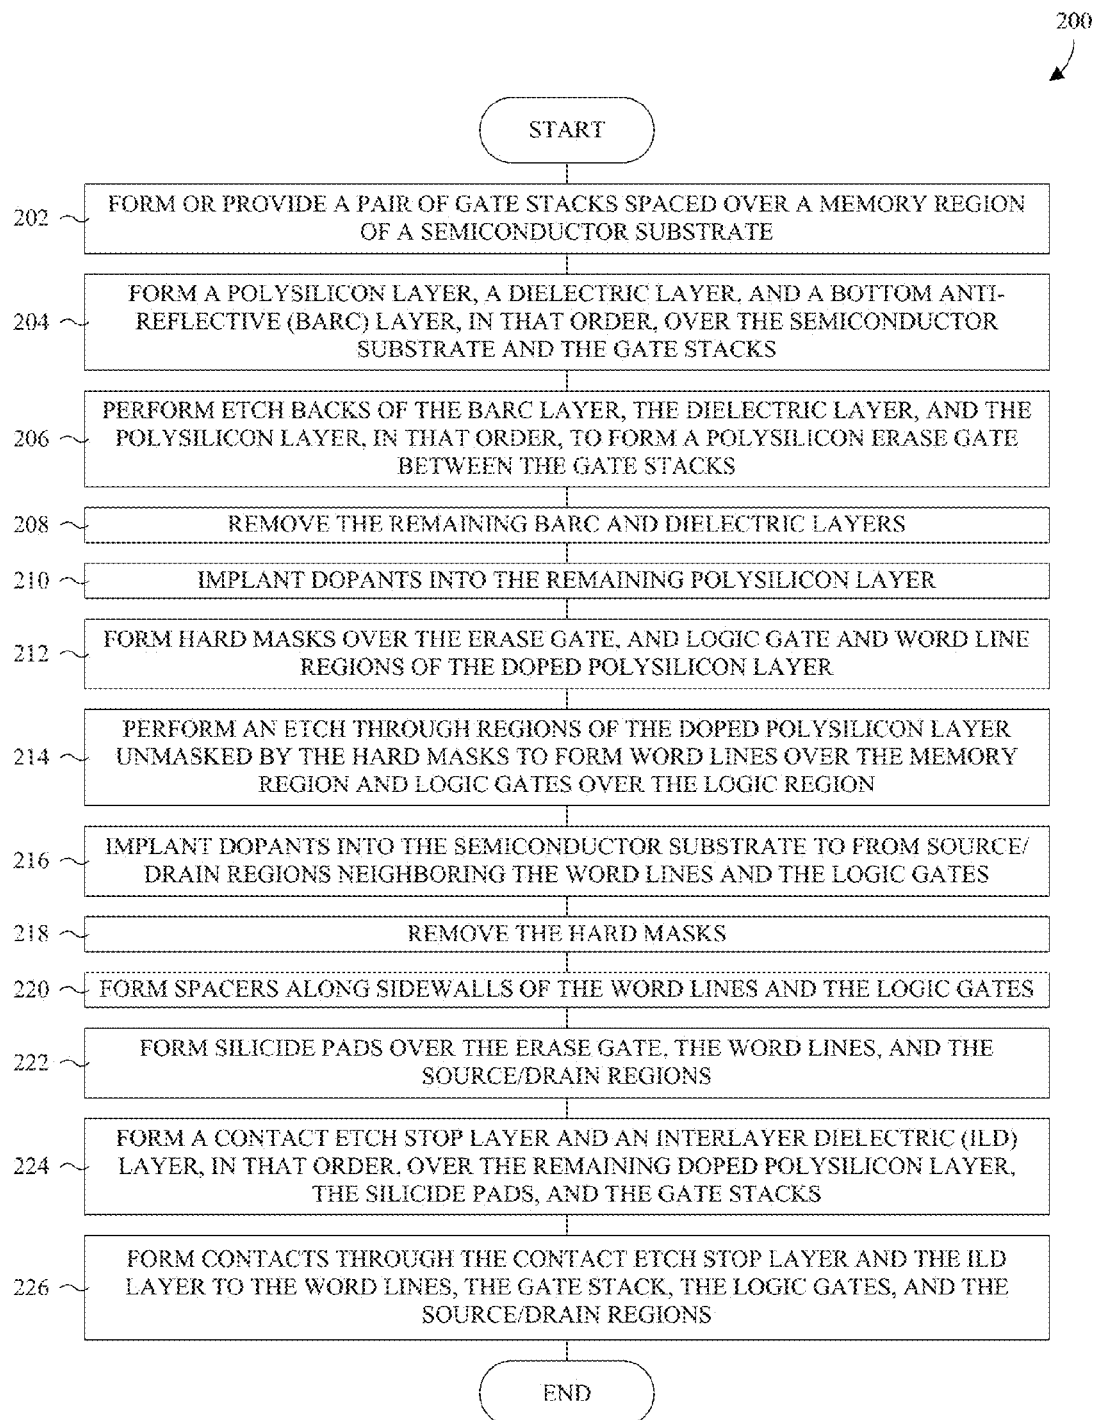 200
START
202
FORM OR PROVIDE A PAIR OF GATE STACKS SPACED OVER A MEMORY REGION
OF A SEMICONDUCTOR SUBSTRATE
204
FORM A POLYSILICON LAYER, A DIELECTRIC LAYER, AND A BOTTOM ANTI-
REFLECTIVE (BARC) LAYER, IN THAT ORDER, OVER THE SEMICONDUCTOR
SUBSTRATE AND THE GATE STACKS
206
PERFORM ETCH BACKS OF THE BARC LAYER, THE DIELECTRIC LAYER, AND THE
POLYSILICON LAYER, IN THAT ORDER, TO FORM A POLYSILICON ERASE GATE
BETWEEN THE GATE STACKS
208
REMOVE THE REMAINING BARC AND DIELECTRIC LAYERS
210
IMPLANT DOPANTS INTO THE REMAINING POLYSILICON LAYER
212
FORM HARD MASKS OVER THE ERASE GATE, AND LOGIC GATE AND WORD LINE
REGIONS OF THE DOPED POLYSILICON LAYER
214
PERFORM AN ETCH THROUGH REGIONS OF THE DOPED POLYSILICON LAYER
UNMASKED BY THE HARD MASKS TO FORM WORD LINES OVER THE MEMORY
REGION AND LOGIC GATES OVER THE LOGIC REGION
216
IMPLANT DOPANTS INTO THE SEMICONDUCTOR SUBSTRATE TO FROM SOURCE/
DRAIN REGIONS NEIGHBORING THE WORD LINES AND THE LOGIC GATES
218
REMOVE THE HARD MASKS
220
FORM SPACERS ALONG SIDEWALLS OF THE WORD LINES AND THE LOGIC GATES
222
FORM SILICIDE PADS OVER THE ERASE GATE, THE WORD LINES, AND THE
SOURCE/DRAIN REGIONS
224
FORM A CONTACT ETCH STOP LAYER AND AN INTERLAYER DIELECTRIC (ILD)
LAYER, IN THAT ORDER, OVER THE REMAINING DOPED POLYSILICON LAYER,
THE SILICIDE PADS, AND THE GATE STACKS
226
FORM CONTACTS THROUGH THE CONTACT ETCH STOP LAYER AND THE ILD
LAYER TO THE WORD LINES, THE GATE STACK, THE LOGIC GATES, AND THE
SOURCE/DRAIN REGIONS
END